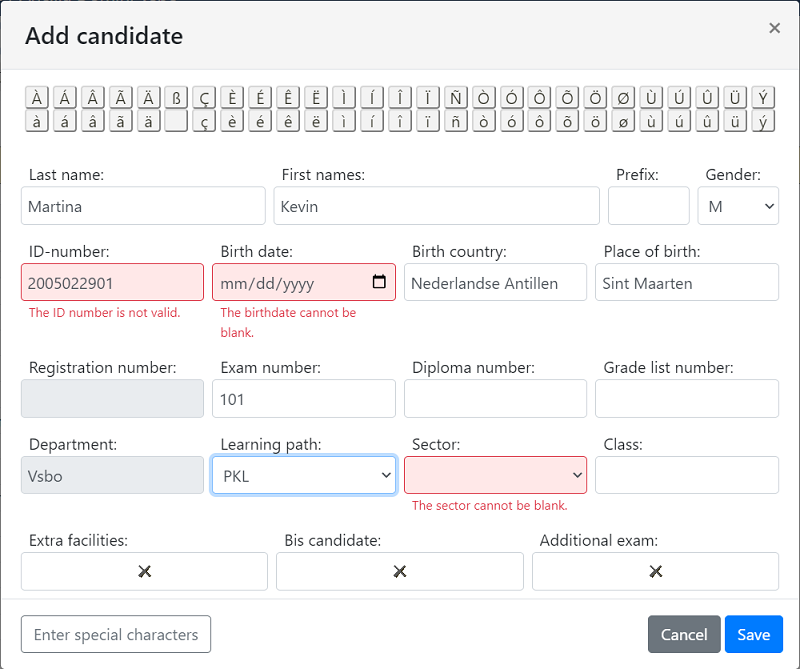 Add candidate ×
À Á Â Ã Ä ß Ç È É Ê Ë Ì Í Î Ï Ñ Ò Ó Ô Õ Ö Ø Ù Ú Û Ü Ý
à á â ã ä ç è é ê ë ì í î ï ñ ò ó ô õ ö ø ù ú û ü ý
Last name: First names: Prefix: Gender:
Martina Kevin M
ID-number: Birth date: Birth country: Place of birth:
2005022901 mm/dd/yyyy Nederlandse Antillen Sint Maarten
The ID number is not valid. The birthdate cannot be
blank.
Registration number: Exam number: Diploma number: Grade list number:
101
Department: Learning path: Sector: Class:
Vsbo PKL
The sector cannot be blank.
Extra facilities: Bis candidate: Additional exam:
Enter special characters Cancel Save